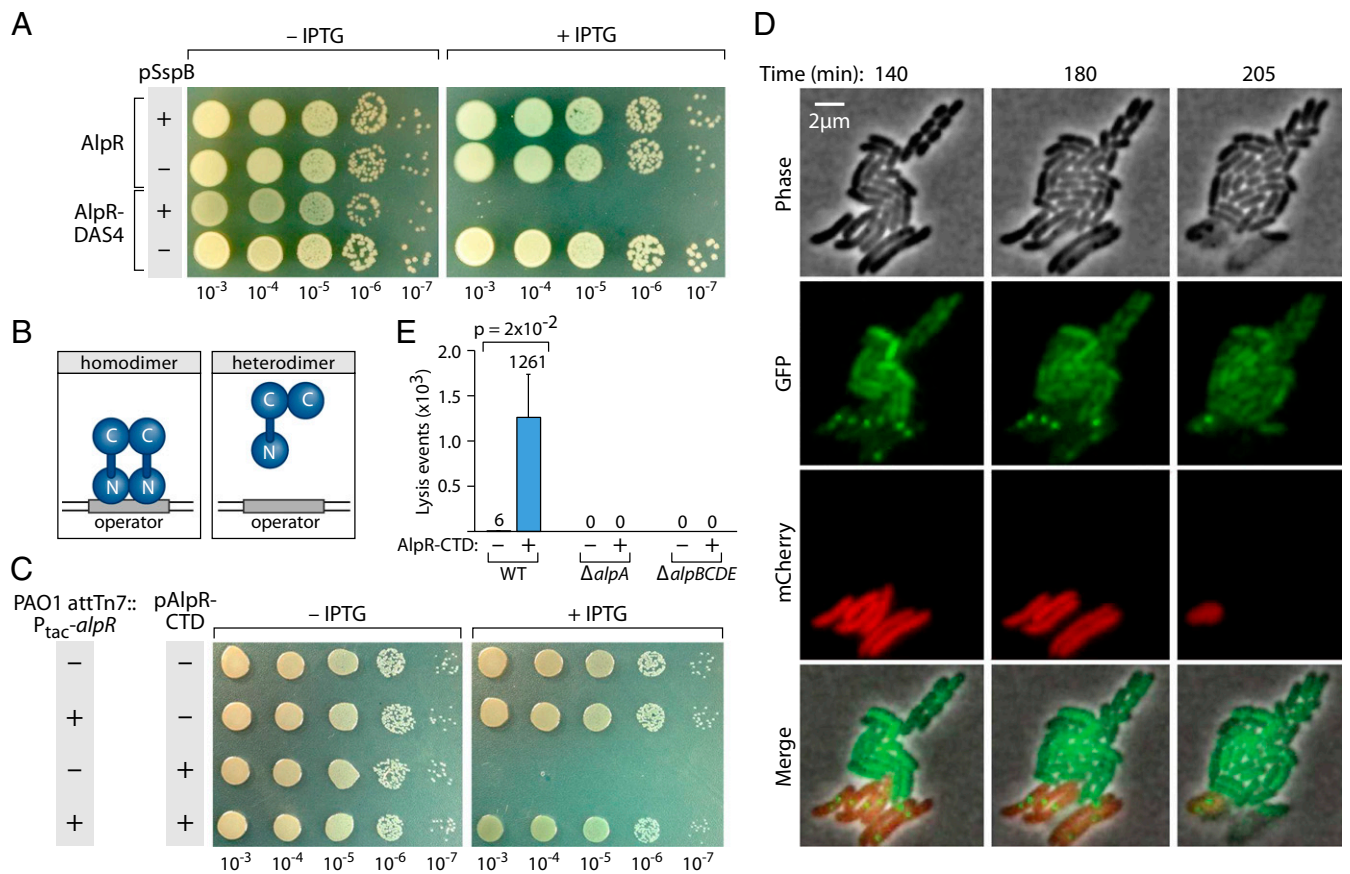 A
– IPTG
+ IPTG
pSspB
AlpR
+
–
AlpR-
DAS4
+
–
10-3 10-4 10-5 10-6 10-7
10-3 10-4 10-5 10-6 10-7
B
homodimer
heterodimer
C C
N N
operator
C C
N
operator
E
p = 2x10-2
Lysis events (x10³)
2.0
1.5
1.0
0.5
6
1261
0 0
0 0
AlpR-CTD: – + – + – +
WT
ΔalpA
ΔalpBCDE
C
PAO1 attTn7::
Ptac-alpR
pAlpR-
CTD
– IPTG
+ IPTG
– –
+ –
– +
+ +
10-3 10-4 10-5 10-6 10-7
10-3 10-4 10-5 10-6 10-7
D
Time (min): 140 180 205
2μm
Phase
GFP
mCherry
Merge